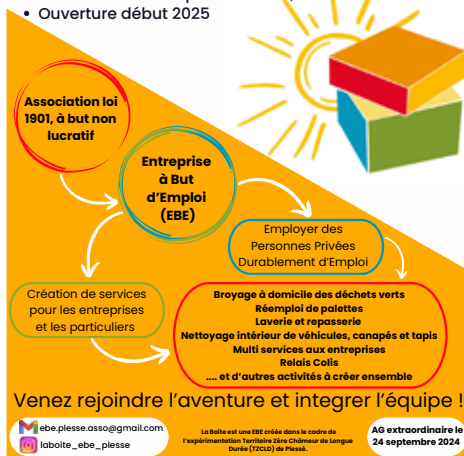 • Ouverture début 2025
Association loi
1901, à but non
lucratif
Entreprise
à But
d’Emploi
(EBE)
Employer des
Personnes Privées
Durablement d’Emploi
Création de services
pour les entreprises
et les particuliers
Broyage à domicile des déchets verts
Réemploi de palettes
Laverie et repasserie
Nettoyage intérieur de véhicules, canapés et tapis
Multi services aux entreprises
Relais Colis
.... et d’autres activités à créer ensemble
Venez rejoindre l’aventure et integrer l’équipe !
ebe.plesse.asso@gmail.com
laboite_ebe_plesse
La Boîte est une EBE créée dans le cadre de
l’expérimentation Territoire Zéro Chômeur de Longue
Durée (TZCLD) de Plessé.
AG extraordinaire le
24 septembre 2024